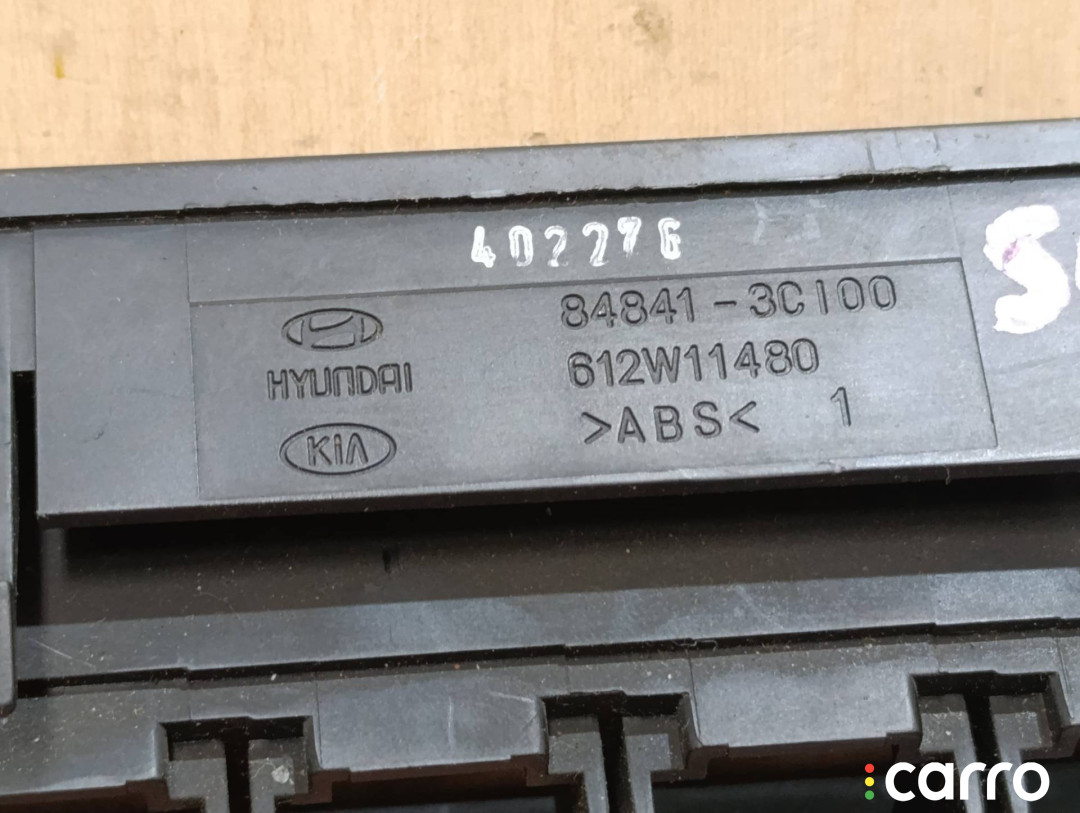 402276
84841-3C100
HYUNDAI
612W11480
KIA
>ABS< 1
S
carro